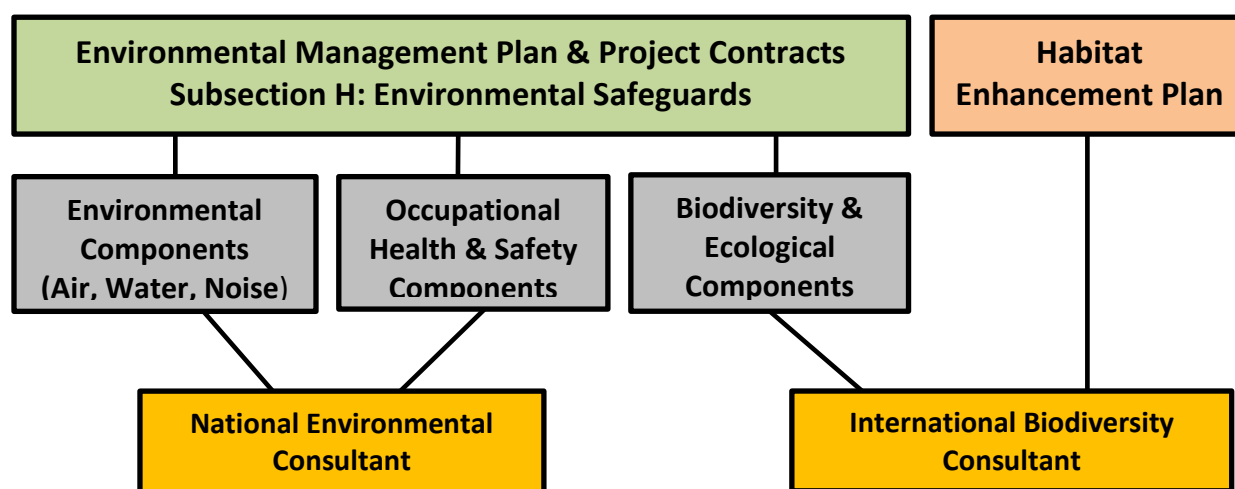 Environmental Management Plan & Project Contracts
Subsection H: Environmental Safeguards
Habitat
Enhancement Plan
Environmental
Components
(Air, Water, Noise)
Occupational
Health & Safety
Components
Biodiversity &
Ecological
Components
National Environmental
Consultant
International Biodiversity
Consultant